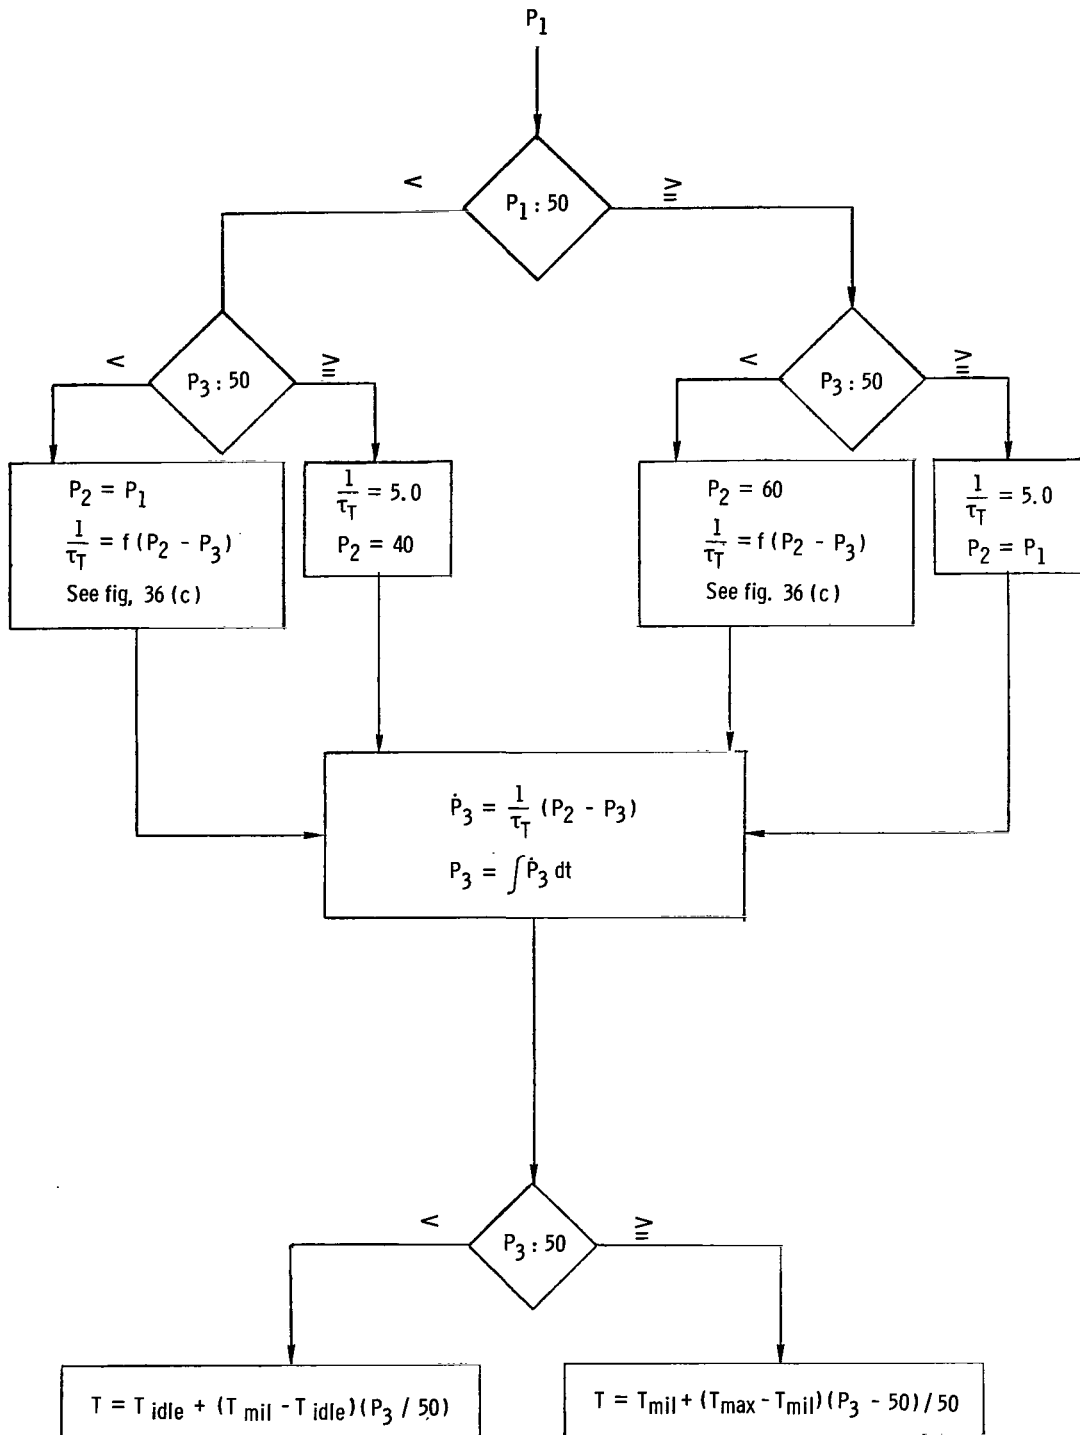 P1
< P1 : 50 ≧
< P3 : 50 ≧
< P3 : 50 ≧
P2 = P1
1/τT = f (P2 - P3)
See fig, 36 (c)
1/τT = 5.0
P2 = 40
P2 = 60
1/τT = f (P2 - P3)
See fig. 36 (c)
1/τT = 5.0
P2 = P1
Ṗ3 = 1/τT (P2 - P3)
P3 = ∫ Ṗ3 dt
< P3 : 50 ≧
T = T idle + (T mil - T idle) (P3 / 50)
T = Tmil + (Tmax - Tmil) (P3 - 50) / 50